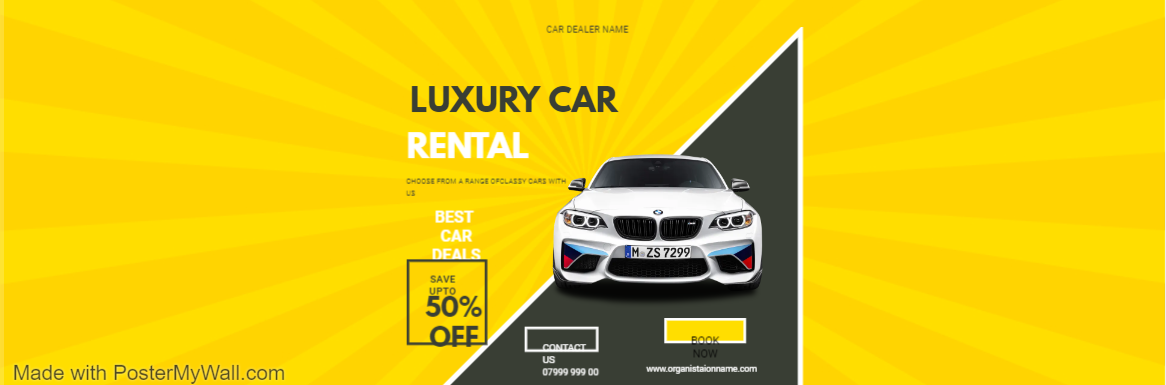 CAR DEALER NAME
LUXURY CAR
RENTAL
CHOOSE FROM A RANGE OFCLASSY CARS WITH
US
BEST
CAR
DEALS
SAVE
UPTO
50%
OFF
M ZS 7299
CONTACT
US
07999 999 00
BOOK
NOW
www.organistaionname.com
Made with PosterMyWall.com